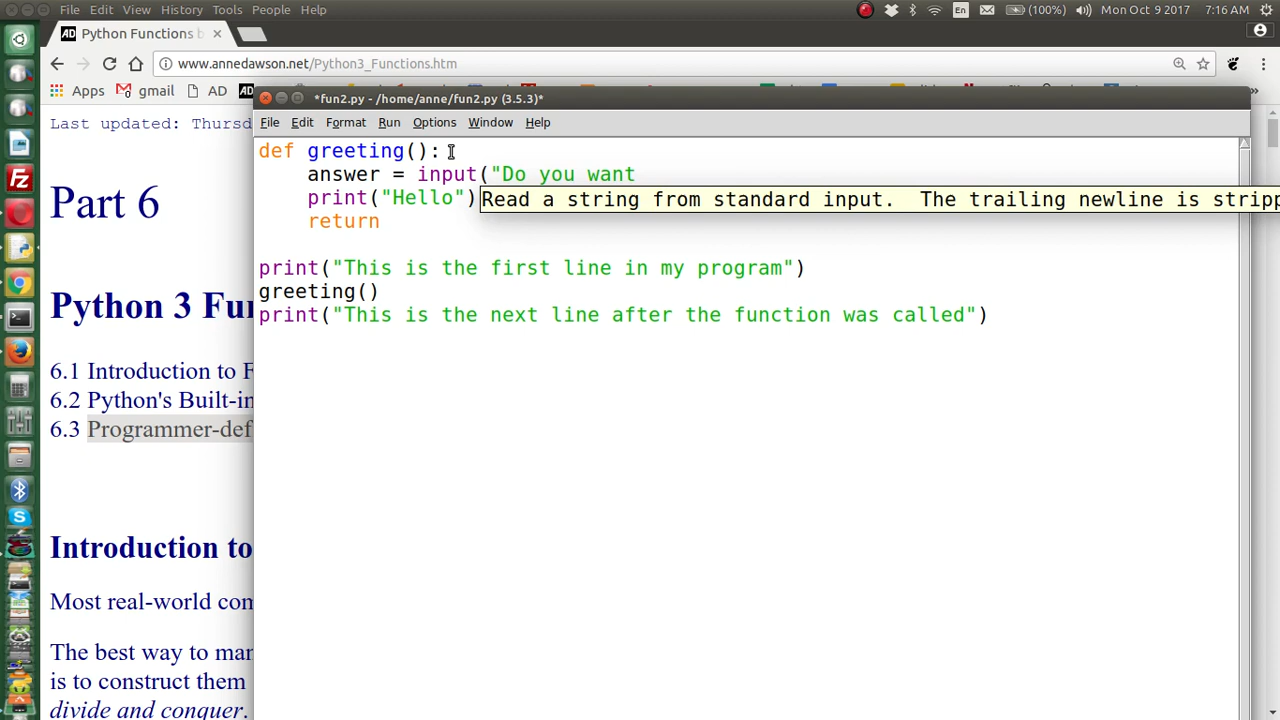 File Edit View History Tools People Help
En (100%) Mon Oct 9 2017 7:16 AM
Python Functions b
www.annedawson.net/Python3_Functions.htm
Apps gmail AD AD
*fun2.py - /home/anne/fun2.py (3.5.3)*
File Edit Format Run Options Window Help
Last updated: Thursd
def greeting():
answer = input("Do you want
print("Hello")
Read a string from standard input. The trailing newline is stripp
return
print("This is the first line in my program")
greeting()
print("This is the next line after the function was called")
Part 6
Python 3 Fu
6.1 Introduction to F
6.2 Python's Built-in
6.3 Programmer-def
Introduction to
Most real-world com
The best way to man
is to construct them
divide and conquer.